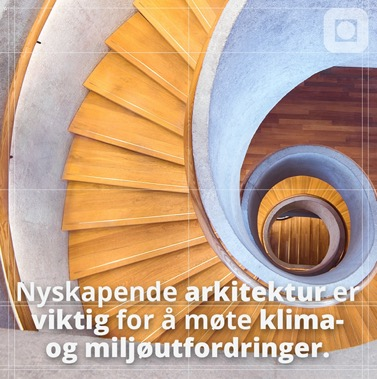 Nyskapende arkitektur er
viktig for å møte klima-
og miljøutfordringer.